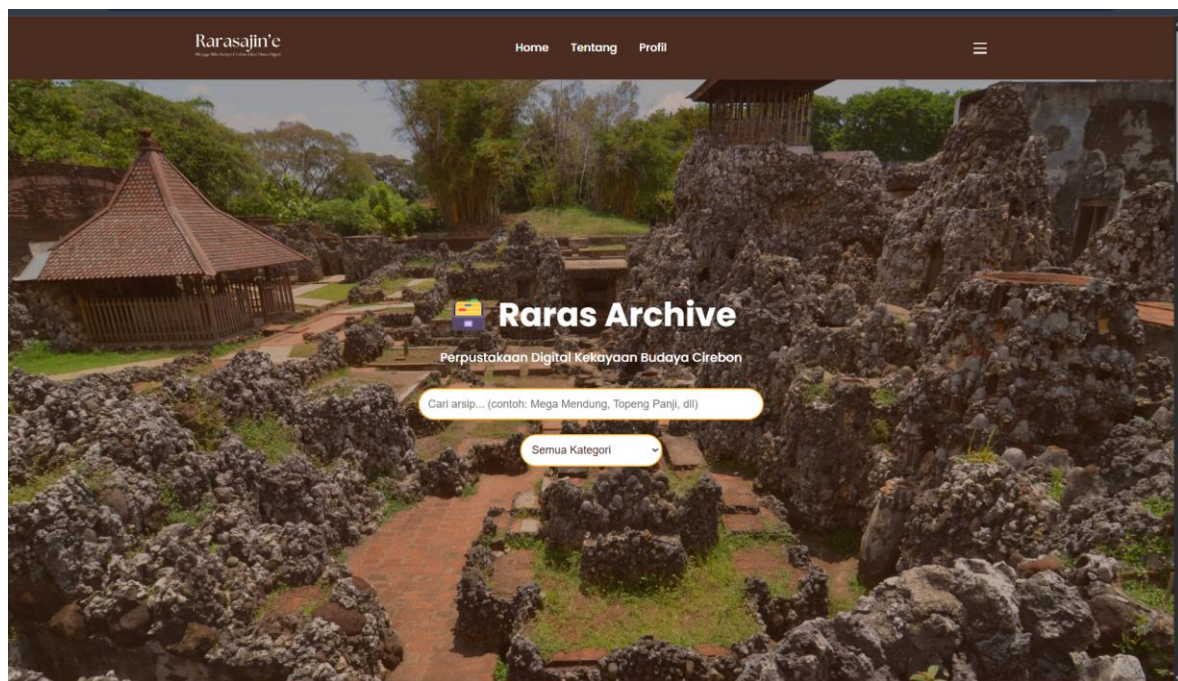 Rarasajin'e
Home Tentang Profil
Raras Archive
Perpustakaan Digital Kekayaan Budaya Cirebon
Cari arsip... (contoh: Mega Mendung, Topeng Panji, dll)
Semua Kategori